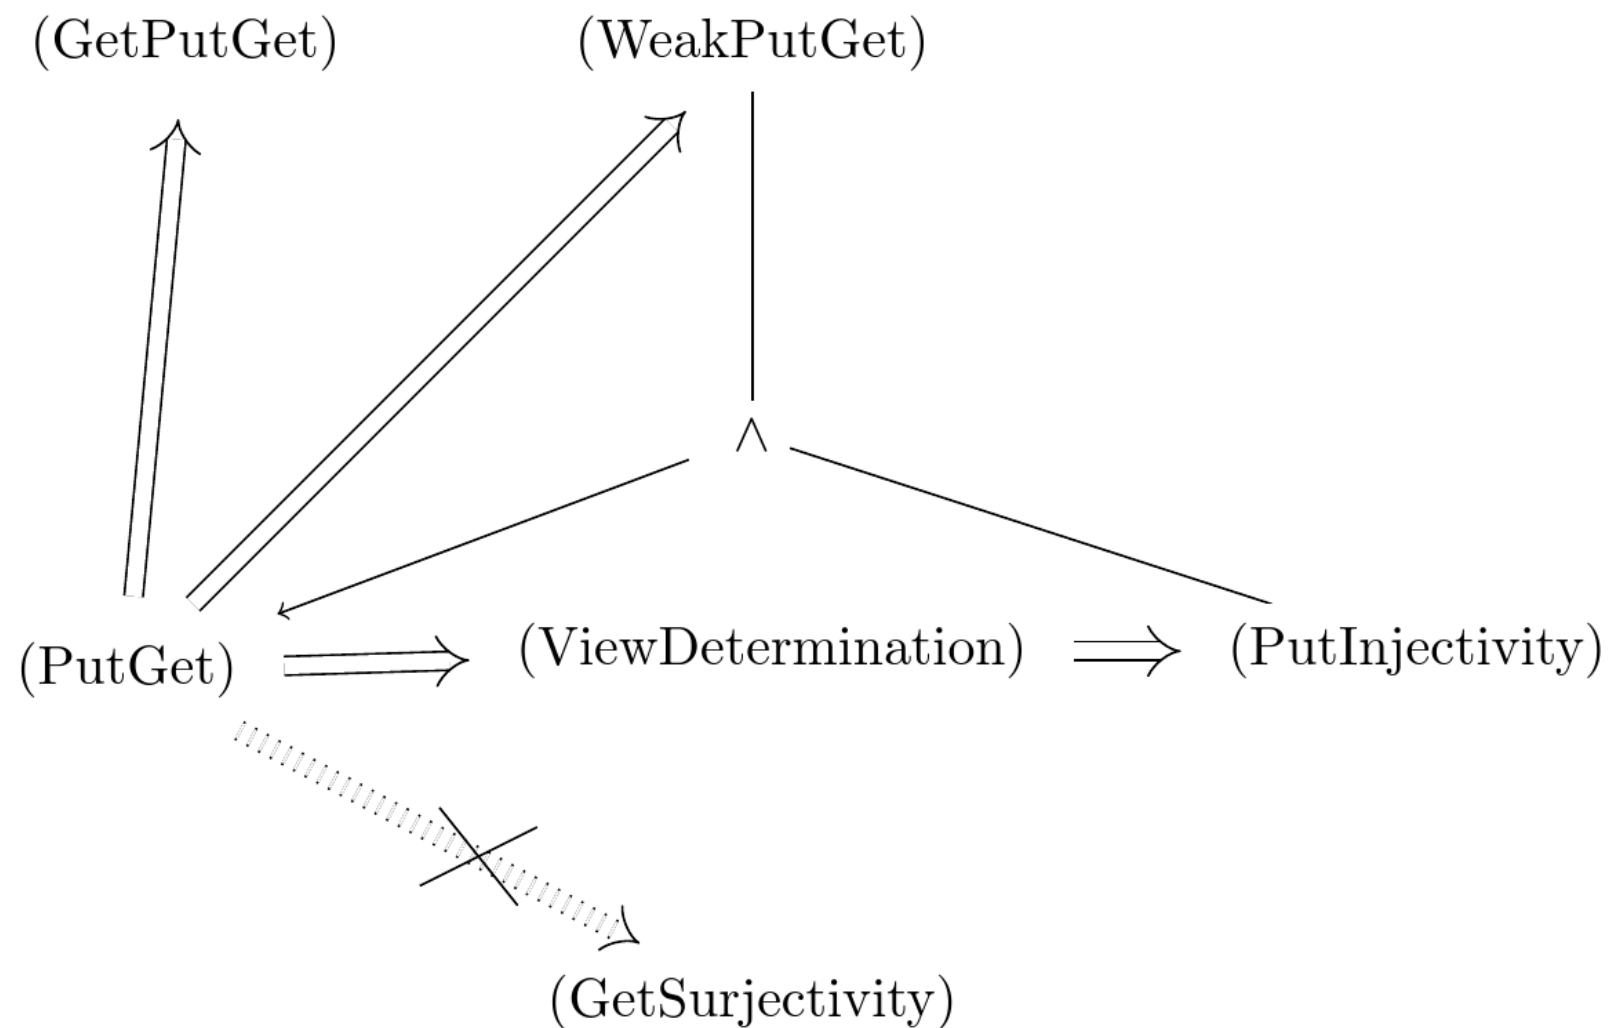 (GetPutGet) (WeakPutGet)
∧
(PutGet) (ViewDetermination) (PutInjectivity)
(GetSurjectivity)